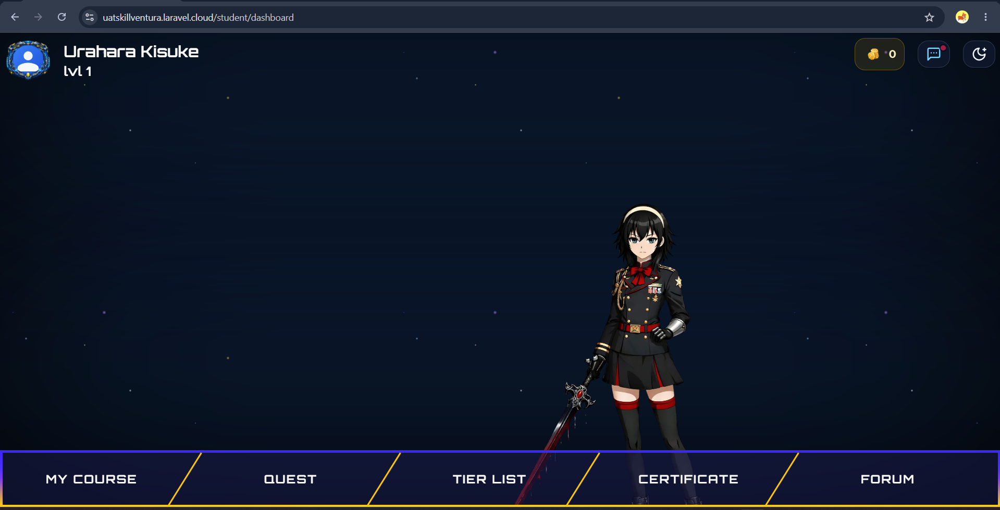 uatskillventura.laravel.cloud/student/dashboard
Urahara Kisuke
lvl 1
0
MY COURSE
QUEST
TIER LIST
CERTIFICATE
FORUM